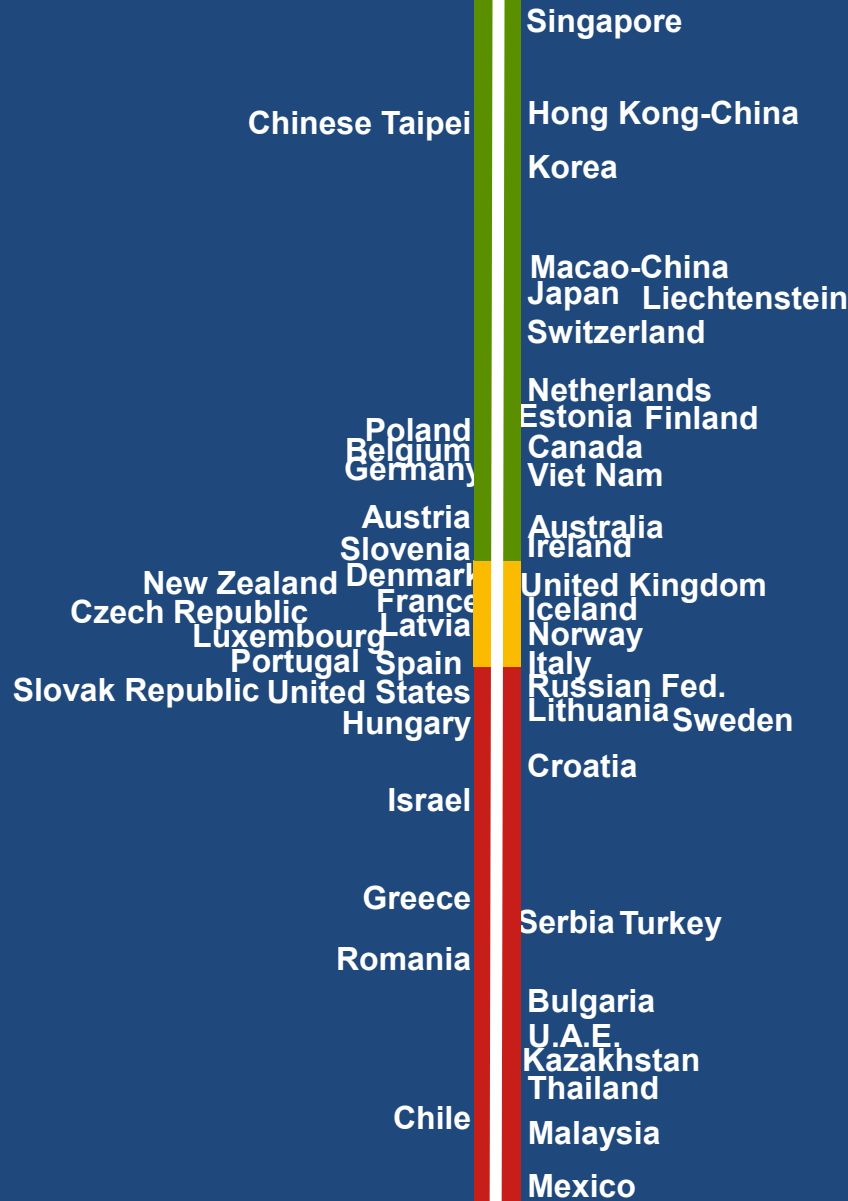 Singapore
Hong Kong-China
Chinese Taipei
Korea
Macao-China
Japan Liechtenstein
Switzerland
Netherlands
Estonia Finland
Poland
Canada
Belgium
Germany
Viet Nam
Austria
Australia
Ireland
Slovenia
Denmark
New Zealand United Kingdom
France
Iceland
Czech Republic
Latvia
Luxembourg Norway
Portugal Spain Italy
Russian Fed.
Slovak Republic United States
Lithuania Sweden
Hungary
Croatia
Israel
Greece
Serbia Turkey
Romania
Bulgaria
U.A.E.
Kazakhstan
Thailand
Chile
Malaysia
Mexico